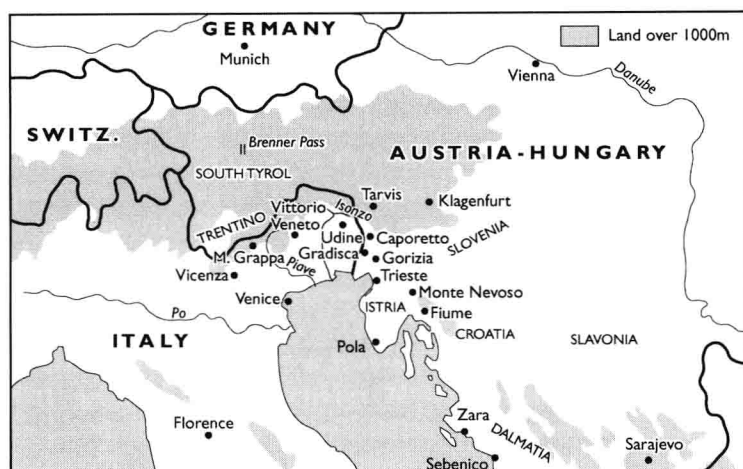 GERMANY
Munich
Land over 1000m
Vienna
Danube
SWITZ.
Brenner Pass
AUSTRIA-HUNGARY
SOUTH TYROL
Tarvis
Klagenfurt
TRENTINO
Vittorio
Veneto
Isonzo
Udine
Caporetto
SLOVENIA
M. Grappa
Gradisca
Gorizia
Vicenza
Piave
Trieste
Venice
ISTRIA
Monte Nevoso
Po
Fiume
ITALY
CROATIA
SLAVONIA
Pola
Florence
Zara
DALMATIA
Sebenico
Sarajevo